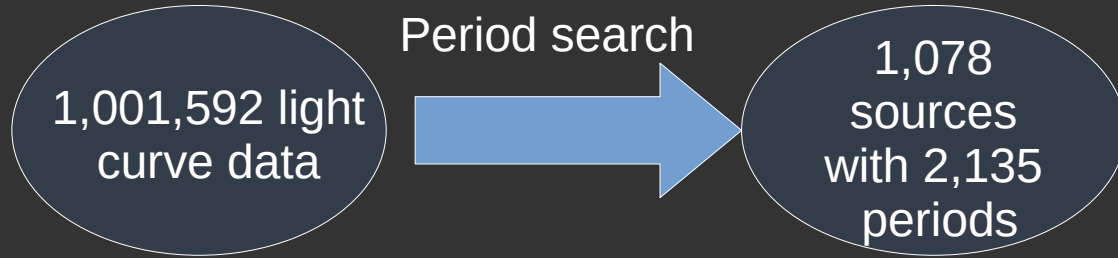 1,001,592 light
curve data
Period search
1,078
sources
with 2,135
periods